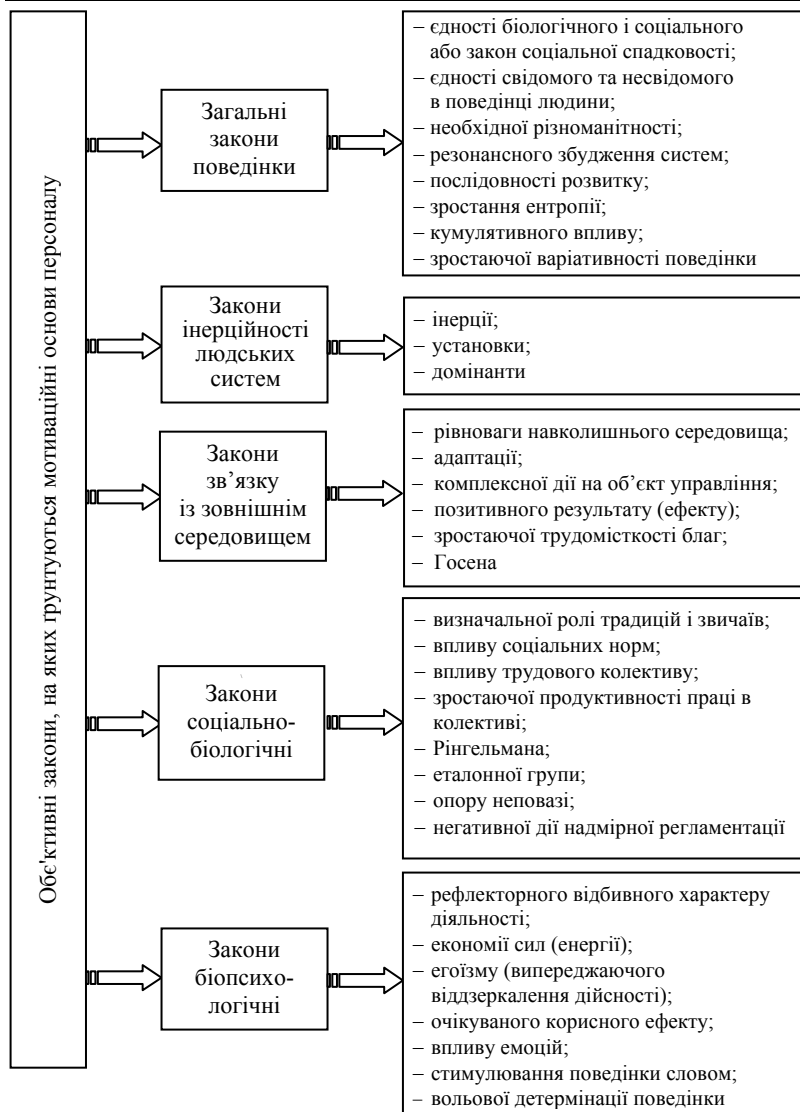 Обє'ктивні закони, на яких ґрунтуються мотиваційні основи персоналу
Загальні
закони
поведінки
– єдності біологічного і соціального
або закон соціальної спадковості;
– єдності свідомого та несвідомого
в поведінці людини;
– необхідної різноманітності;
– резонансного збудження систем;
– послідовності розвитку;
– зростання ентропії;
– кумулятивного впливу;
– зростаючої варіативності поведінки
Закони
інерційності
людських
систем
– інерції;
– установки;
– домінанти
Закони
зв’язку
із зовнішнім
середовищем
– рівноваги навколишнього середовища;
– адаптації;
– комплексної дії на об’єкт управління;
– позитивного результату (ефекту);
– зростаючої трудомісткості благ;
– Госена
Закони
соціально-
біологічні
– визначальної ролі традицій і звичаїв;
– впливу соціальних норм;
– впливу трудового колективу;
– зростаючої продуктивності праці в
колективі;
– Рінгельмана;
– еталонної групи;
– опору неповазі;
– негативної дії надмірної регламентації
Закони
біопсихо-
логічні
– рефлекторного відбивного характеру
діяльності;
– економії сил (енергії);
– егоїзму (випереджаючого
віддзеркалення дійсності);
– очікуваного корисного ефекту;
– впливу емоцій;
– стимулювання поведінки словом;
– вольової детермінації поведінки